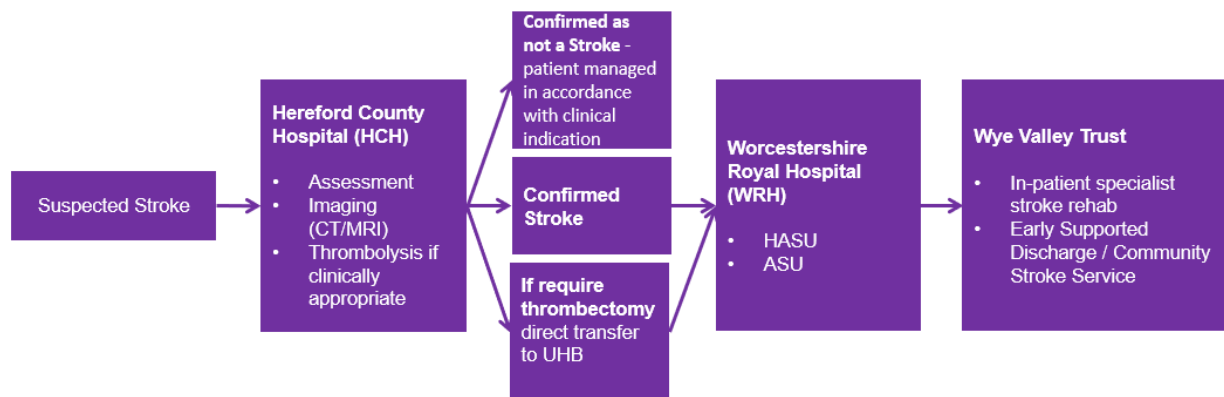 Suspected Stroke
Hereford County
Hospital (HCH)
• Assessment
• Imaging
(CT/MRI)
• Thrombolysis if
clinically
appropriate
Confirmed as
not a Stroke -
patient managed
in accordance
with clinical
indication
Confirmed
Stroke
If require
thrombectomy
direct transfer
to UHB
Worcestershire
Royal Hospital
(WRH)
• HASU
• ASU
Wye Valley Trust
• In-patient specialist
stroke rehab
• Early Supported
Discharge / Community
Stroke Service